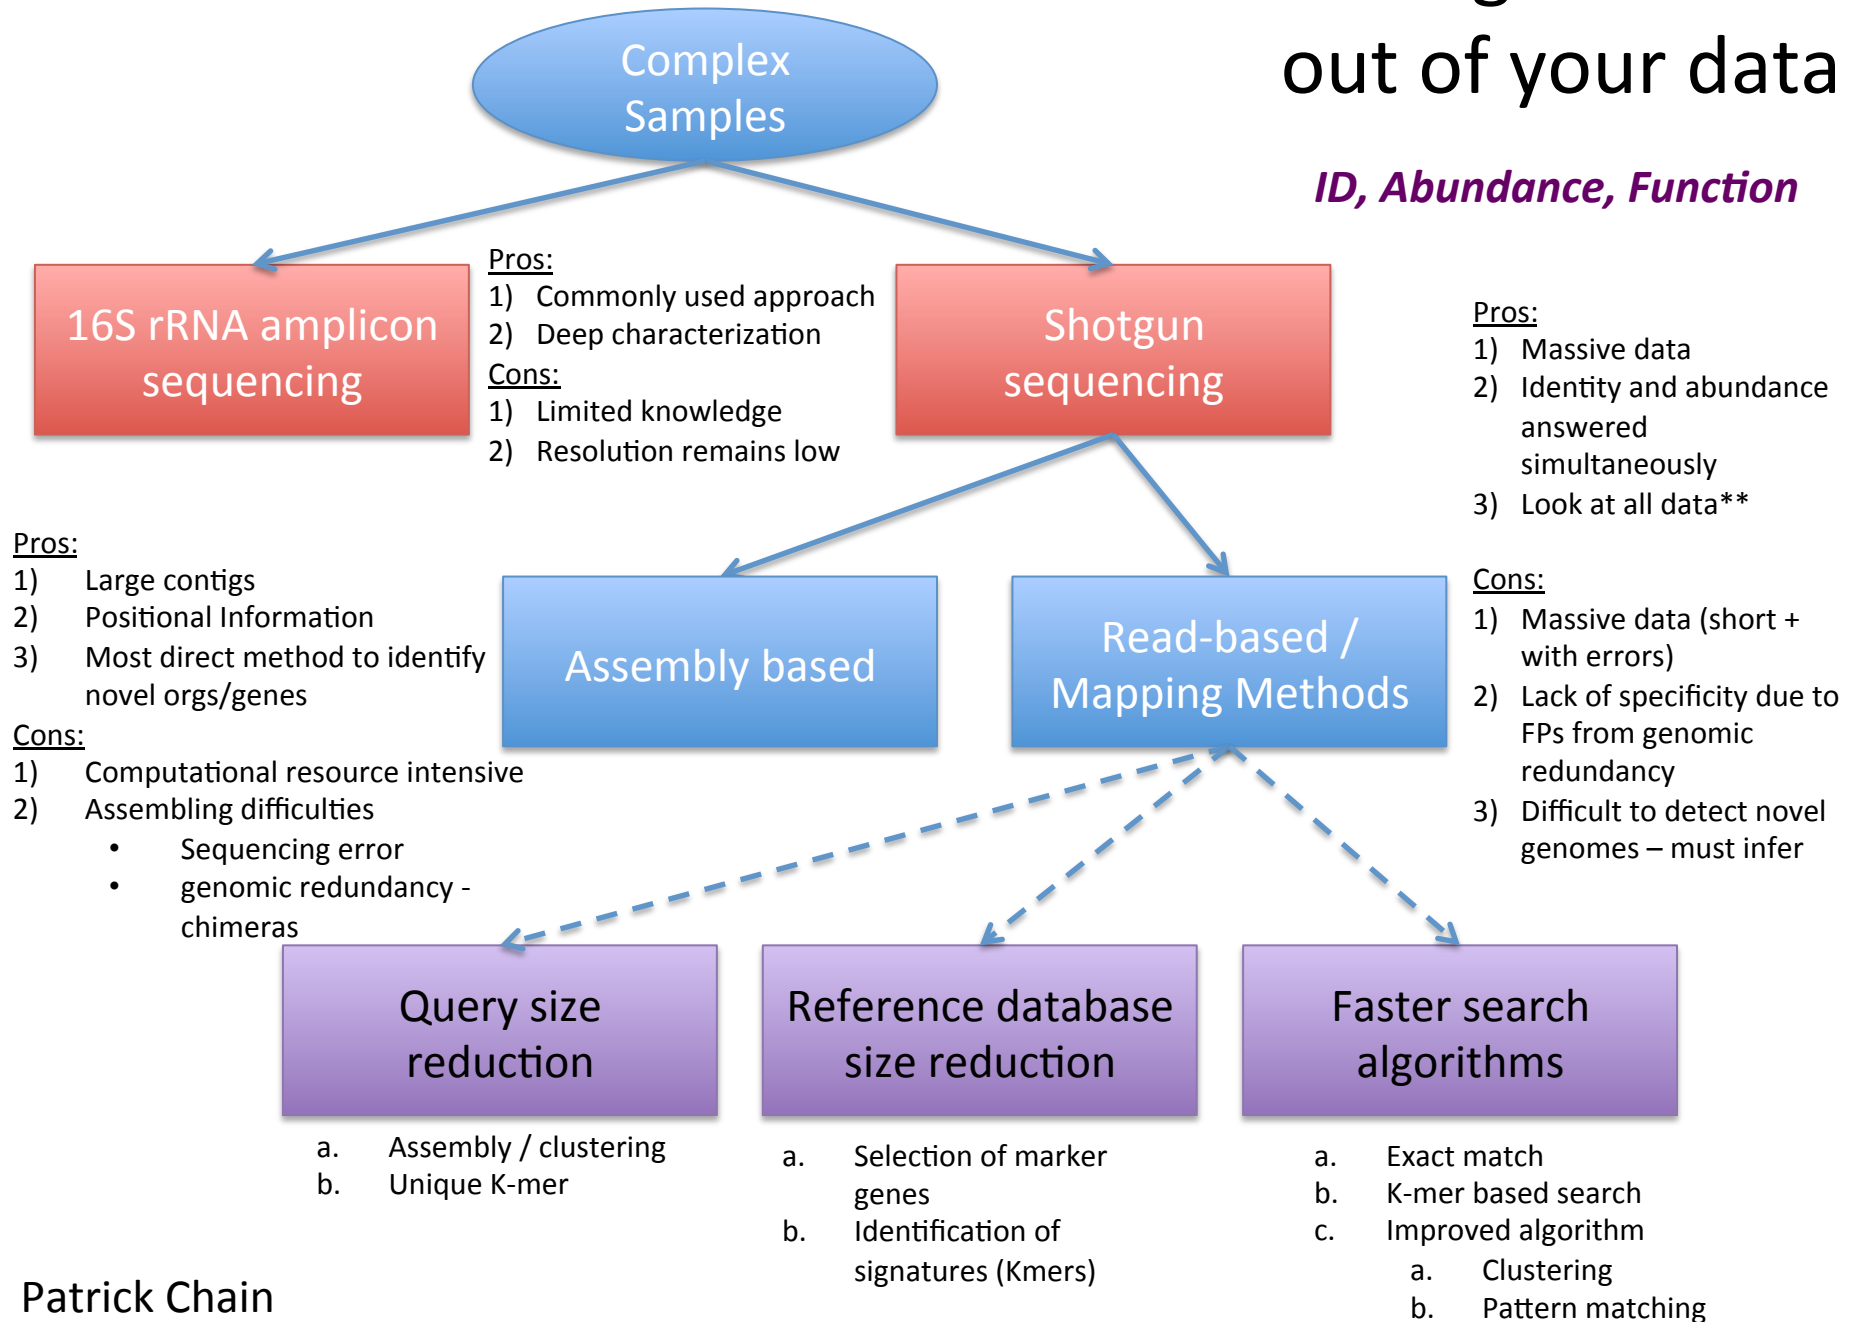 out of your data
ID, Abundance, Function
Complex
Samples
16S rRNA amplicon
sequencing
Pros:
1) Commonly used approach
2) Deep characterization
Cons:
1) Limited knowledge
2) Resolution remains low
Shotgun
sequencing
Pros:
1) Massive data
2) Identity and abundance
answered
simultaneously
3) Look at all data**
Cons:
1) Massive data (short +
with errors)
2) Lack of specificity due to
FPs from genomic
redundancy
3) Difficult to detect novel
genomes – must infer
Pros:
1) Large contigs
2) Positional Information
3) Most direct method to identify
novel orgs/genes
Cons:
1) Computational resource intensive
2) Assembling difficulties
• Sequencing error
• genomic redundancy -
chimeras
Assembly based
Read-based /
Mapping Methods
Query size
reduction
a. Assembly / clustering
b. Unique K-mer
Reference database
size reduction
a. Selection of marker
genes
b. Identification of
signatures (Kmers)
Faster search
algorithms
a. Exact match
b. K-mer based search
c. Improved algorithm
a. Clustering
b. Pattern matching
Patrick Chain